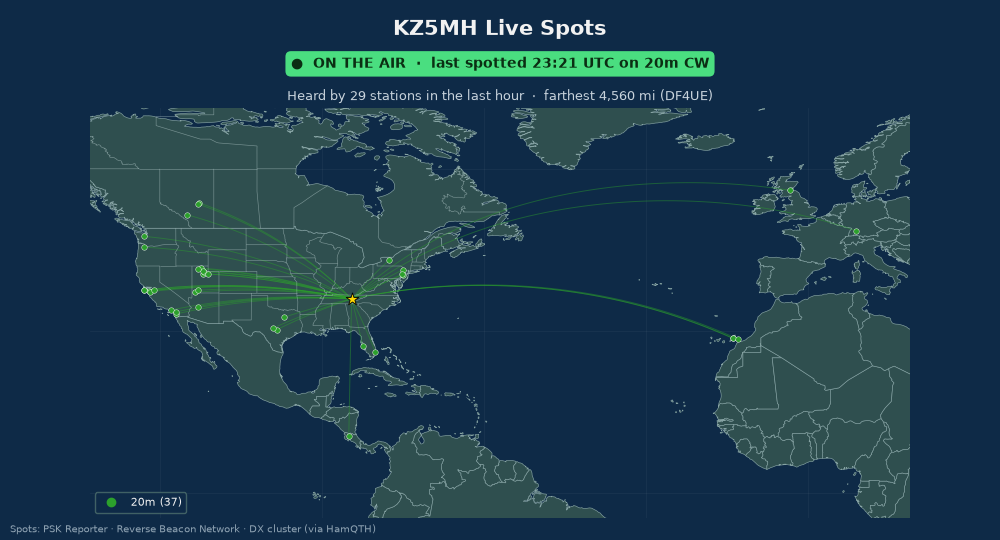 KZ5MH Live Spots
● ON THE AIR · last spotted 23:21 UTC on 20m CW
Heard by 29 stations in the last hour · farthest 4,560 mi (DF4UE)
20m (37)
Spots: PSK Reporter · Reverse Beacon Network · DX cluster (via HamQTH)